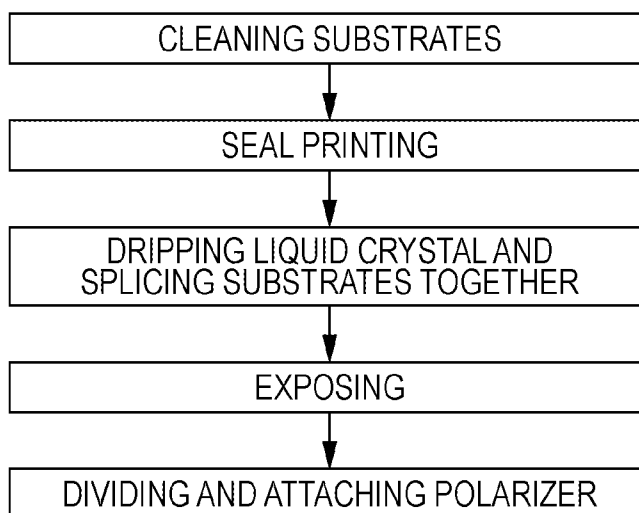 CLEANING SUBSTRATES
SEAL PRINTING
DRIPPING LIQUID CRYSTAL AND
SPLICING SUBSTRATES TOGETHER
EXPOSING
DIVIDING AND ATTACHING POLARIZER